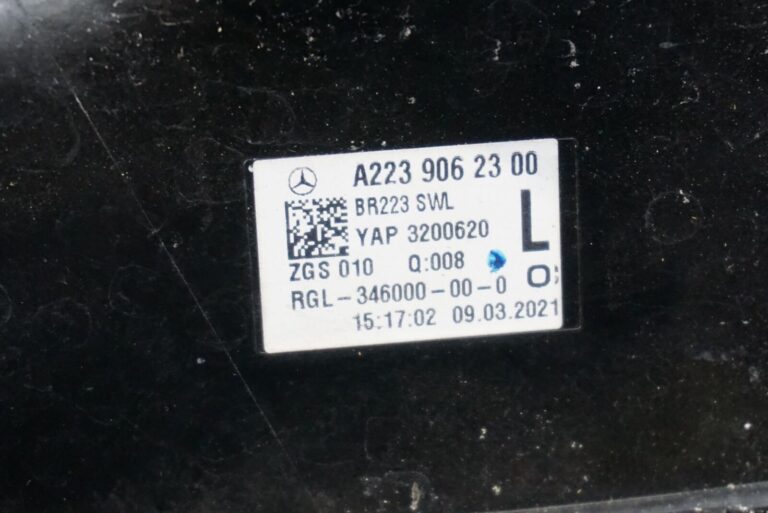 A223 906 23 00
BR223 SWL
YAP 3200620
L
ZGS 010 Q:008
RGL-346000-00-0
O
15:17:02 09.03.2021